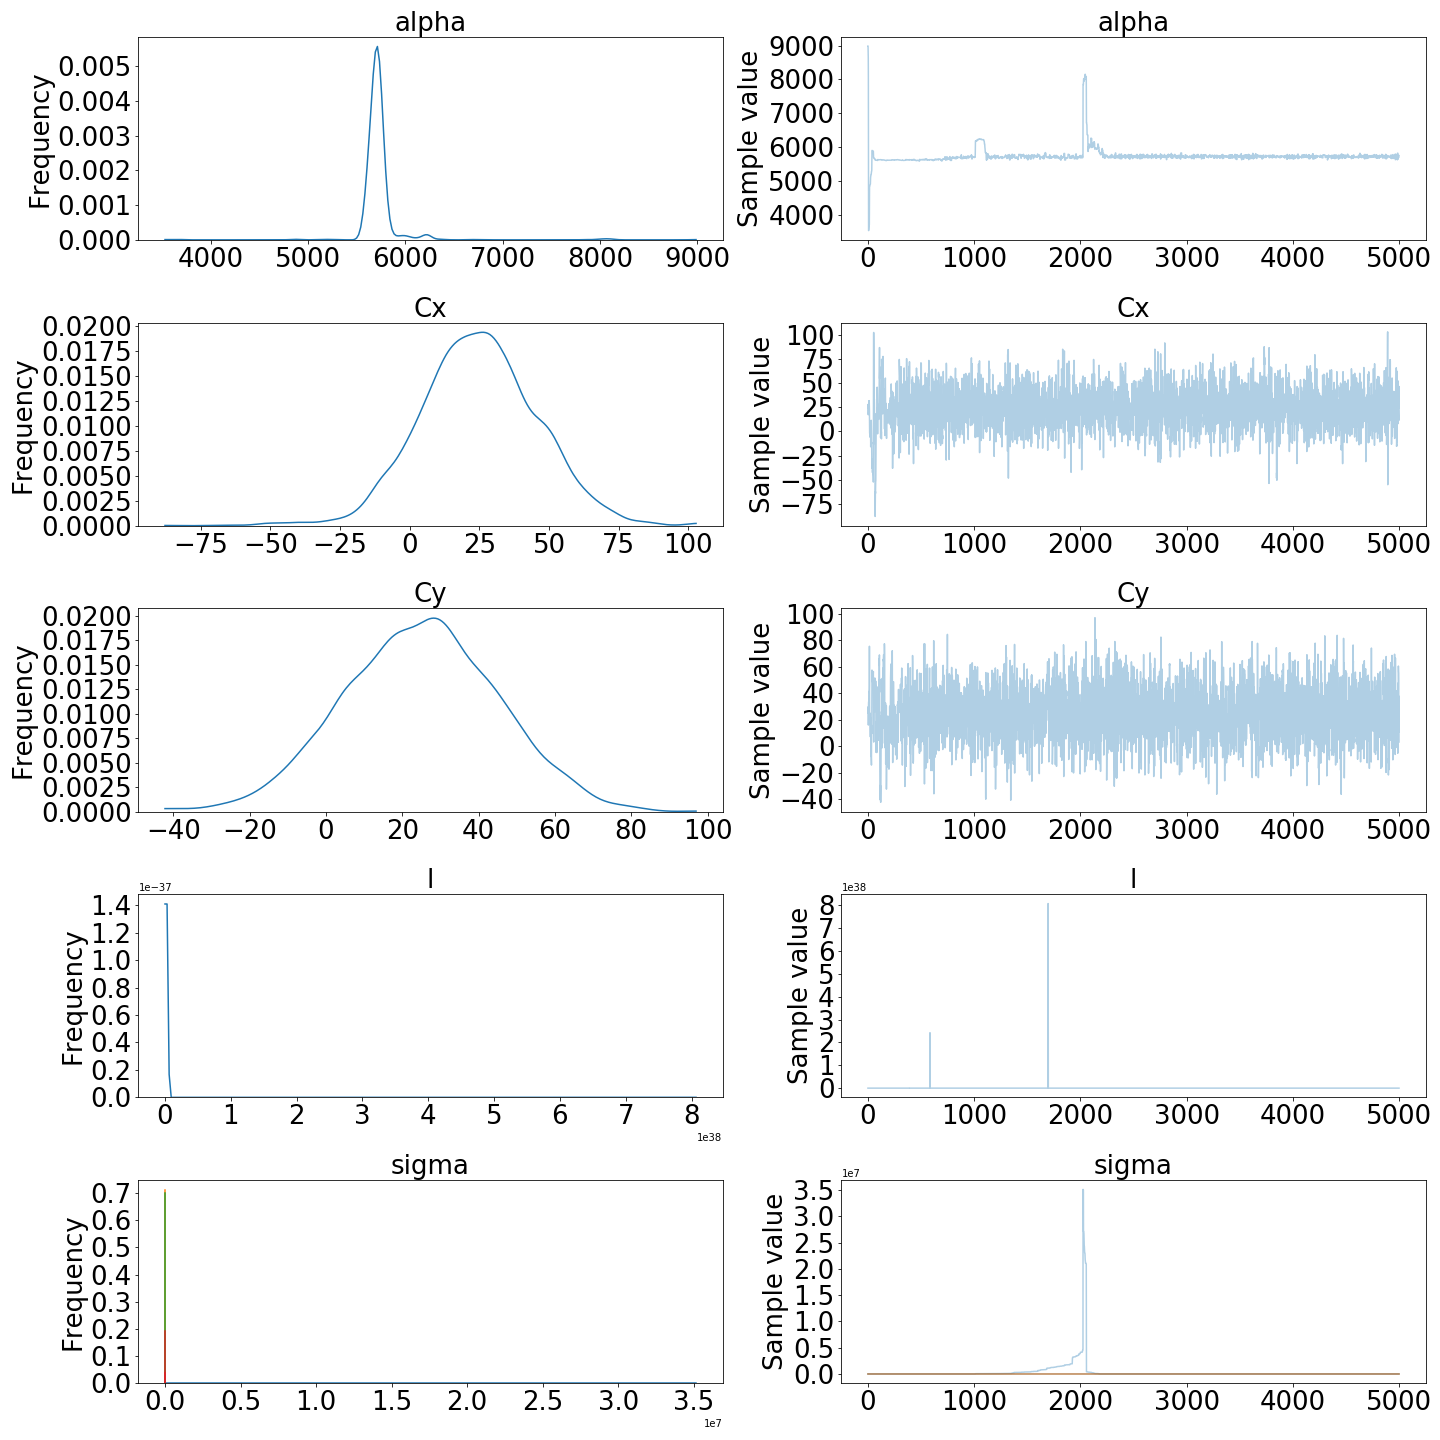 alpha
alpha
Frequency
0.005
0.004
0.003
0.002
0.001
0.000
4000 5000 6000 7000 8000 9000
Sample value
9000
8000
7000
6000
5000
4000
0 1000 2000 3000 4000 5000
Cx
Cx
Frequency
0.0200
0.0175
0.0150
0.0125
0.0100
0.0075
0.0050
0.0025
0.0000
−75 −50 −25 0 25 50 75 100
Sample value
100
75
50
25
0
−25
−50
−75
0 1000 2000 3000 4000 5000
Cy
Cy
Frequency
0.0200
0.0175
0.0150
0.0125
0.0100
0.0075
0.0050
0.0025
0.0000
−40 −20 0 20 40 60 80 100
Sample value
100
80
60
40
20
0
−20
−40
0 1000 2000 3000 4000 5000
l
l
1e−37
Frequency
1.4
1.2
1.0
0.8
0.6
0.4
0.2
0.0
0 1 2 3 4 5 6 7 8
1e38
1e38
Sample value
8
7
6
5
4
3
2
1
0
0 1000 2000 3000 4000 5000
sigma
sigma
Frequency
0.7
0.6
0.5
0.4
0.3
0.2
0.1
0.0
0.0 0.5 1.0 1.5 2.0 2.5 3.0 3.5
1e7
1e7
Sample value
3.5
3.0
2.5
2.0
1.5
1.0
0.5
0.0
0 1000 2000 3000 4000 5000